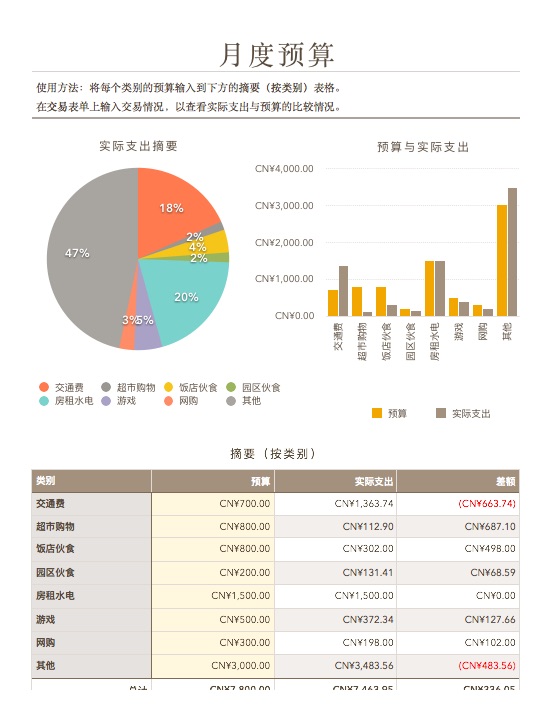 月度预算
使用方法：将每个类别的预算输入到下方的摘要（按类别）表格。
在交易表单上输入交易情况，以查看实际支出与预算的比较情况。
实际支出摘要
18%
2%
4%
2%
20%
5%
3%
47%
交通费 超市购物 饭店伙食 园区伙食
房租水电 游戏 网购 其他
预算与实际支出
CN¥4,000.00
CN¥3,000.00
CN¥2,000.00
CN¥1,000.00
CN¥0.00
交通费 超市购物 饭店伙食 园区伙食 房租水电 游戏 网购 其他
预算 实际支出
摘要（按类别）
类别 预算 实际支出 差额
交通费 CN¥700.00 CN¥1,363.74 (CN¥663.74)
超市购物 CN¥800.00 CN¥112.90 CN¥687.10
饭店伙食 CN¥800.00 CN¥302.00 CN¥498.00
园区伙食 CN¥200.00 CN¥131.41 CN¥68.59
房租水电 CN¥1,500.00 CN¥1,500.00 CN¥0.00
游戏 CN¥500.00 CN¥372.34 CN¥127.66
网购 CN¥300.00 CN¥198.00 CN¥102.00
其他 CN¥3,000.00 CN¥3,483.56 (CN¥483.56)
总计 CN¥7,800.00 CN¥7,463.95 CN¥336.05